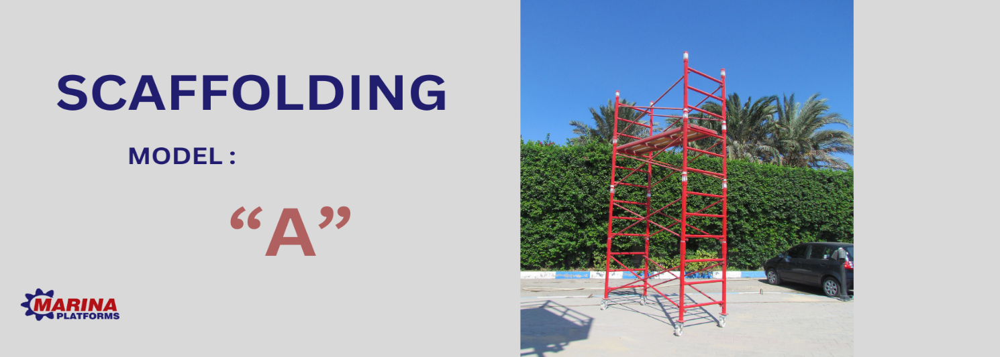 SCAFFOLDING
MODEL :
“A”
MARINA
PLATFORMS